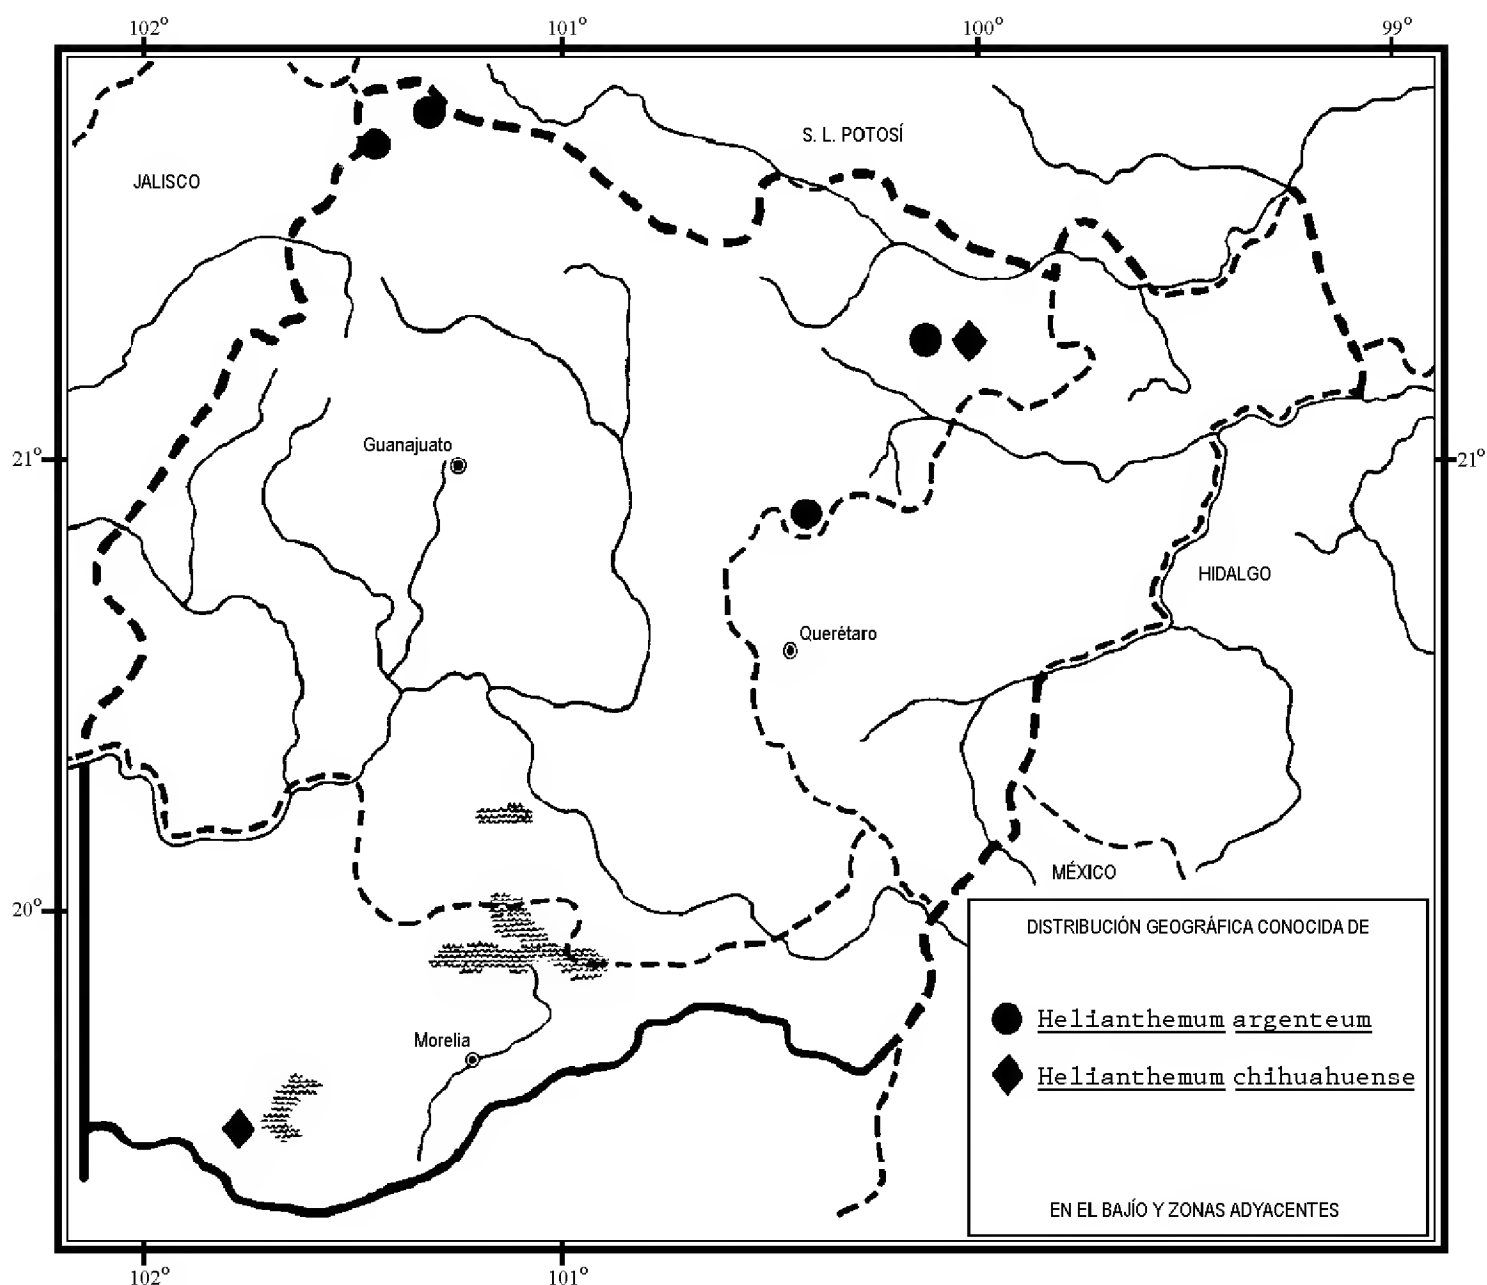 102° 101° 100° 99°
S. L. POTOSÍ
JALISCO
Guanajuato
21° 21°
HIDALGO
Querétaro
MÉXICO
20°
DISTRIBUCIÓN GEOGRÁFICA CONOCIDA DE
Helianthemum argenteum
Morelia
Helianthemum chihuahuense
EN EL BAJÍO Y ZONAS ADYACENTES
102° 101°